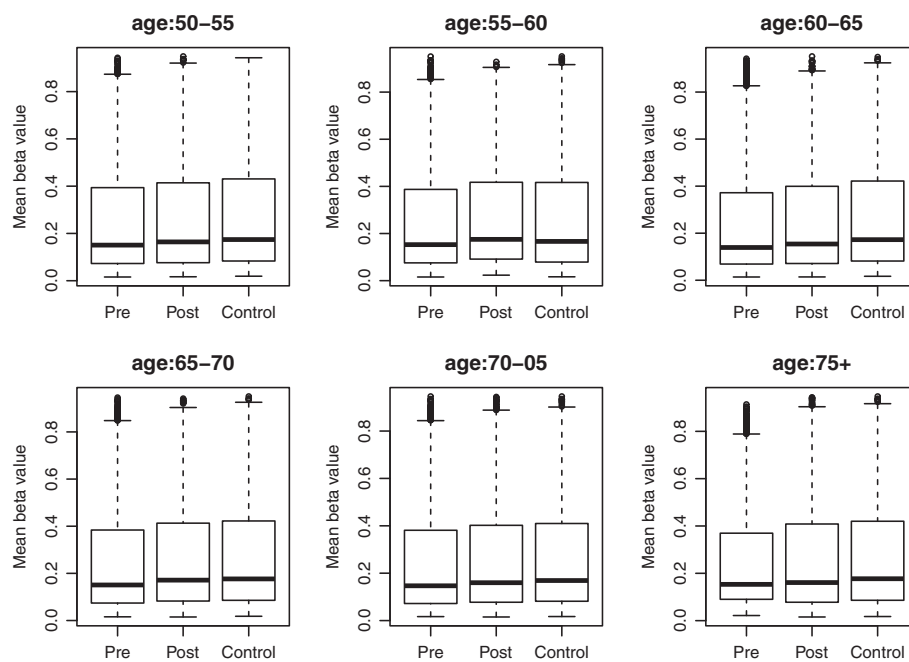 age:50−55
Mean beta value
0.0 0.2 0.4 0.6 0.8
Pre Post Control
age:55−60
Mean beta value
0.0 0.2 0.4 0.6 0.8
Pre Post Control
age:60−65
Mean beta value
0.0 0.2 0.4 0.6 0.8
Pre Post Control
age:65−70
Mean beta value
0.0 0.2 0.4 0.6 0.8
Pre Post Control
age:70−05
Mean beta value
0.0 0.2 0.4 0.6 0.8
Pre Post Control
age:75+
Mean beta value
0.0 0.2 0.4 0.6 0.8
Pre Post Control